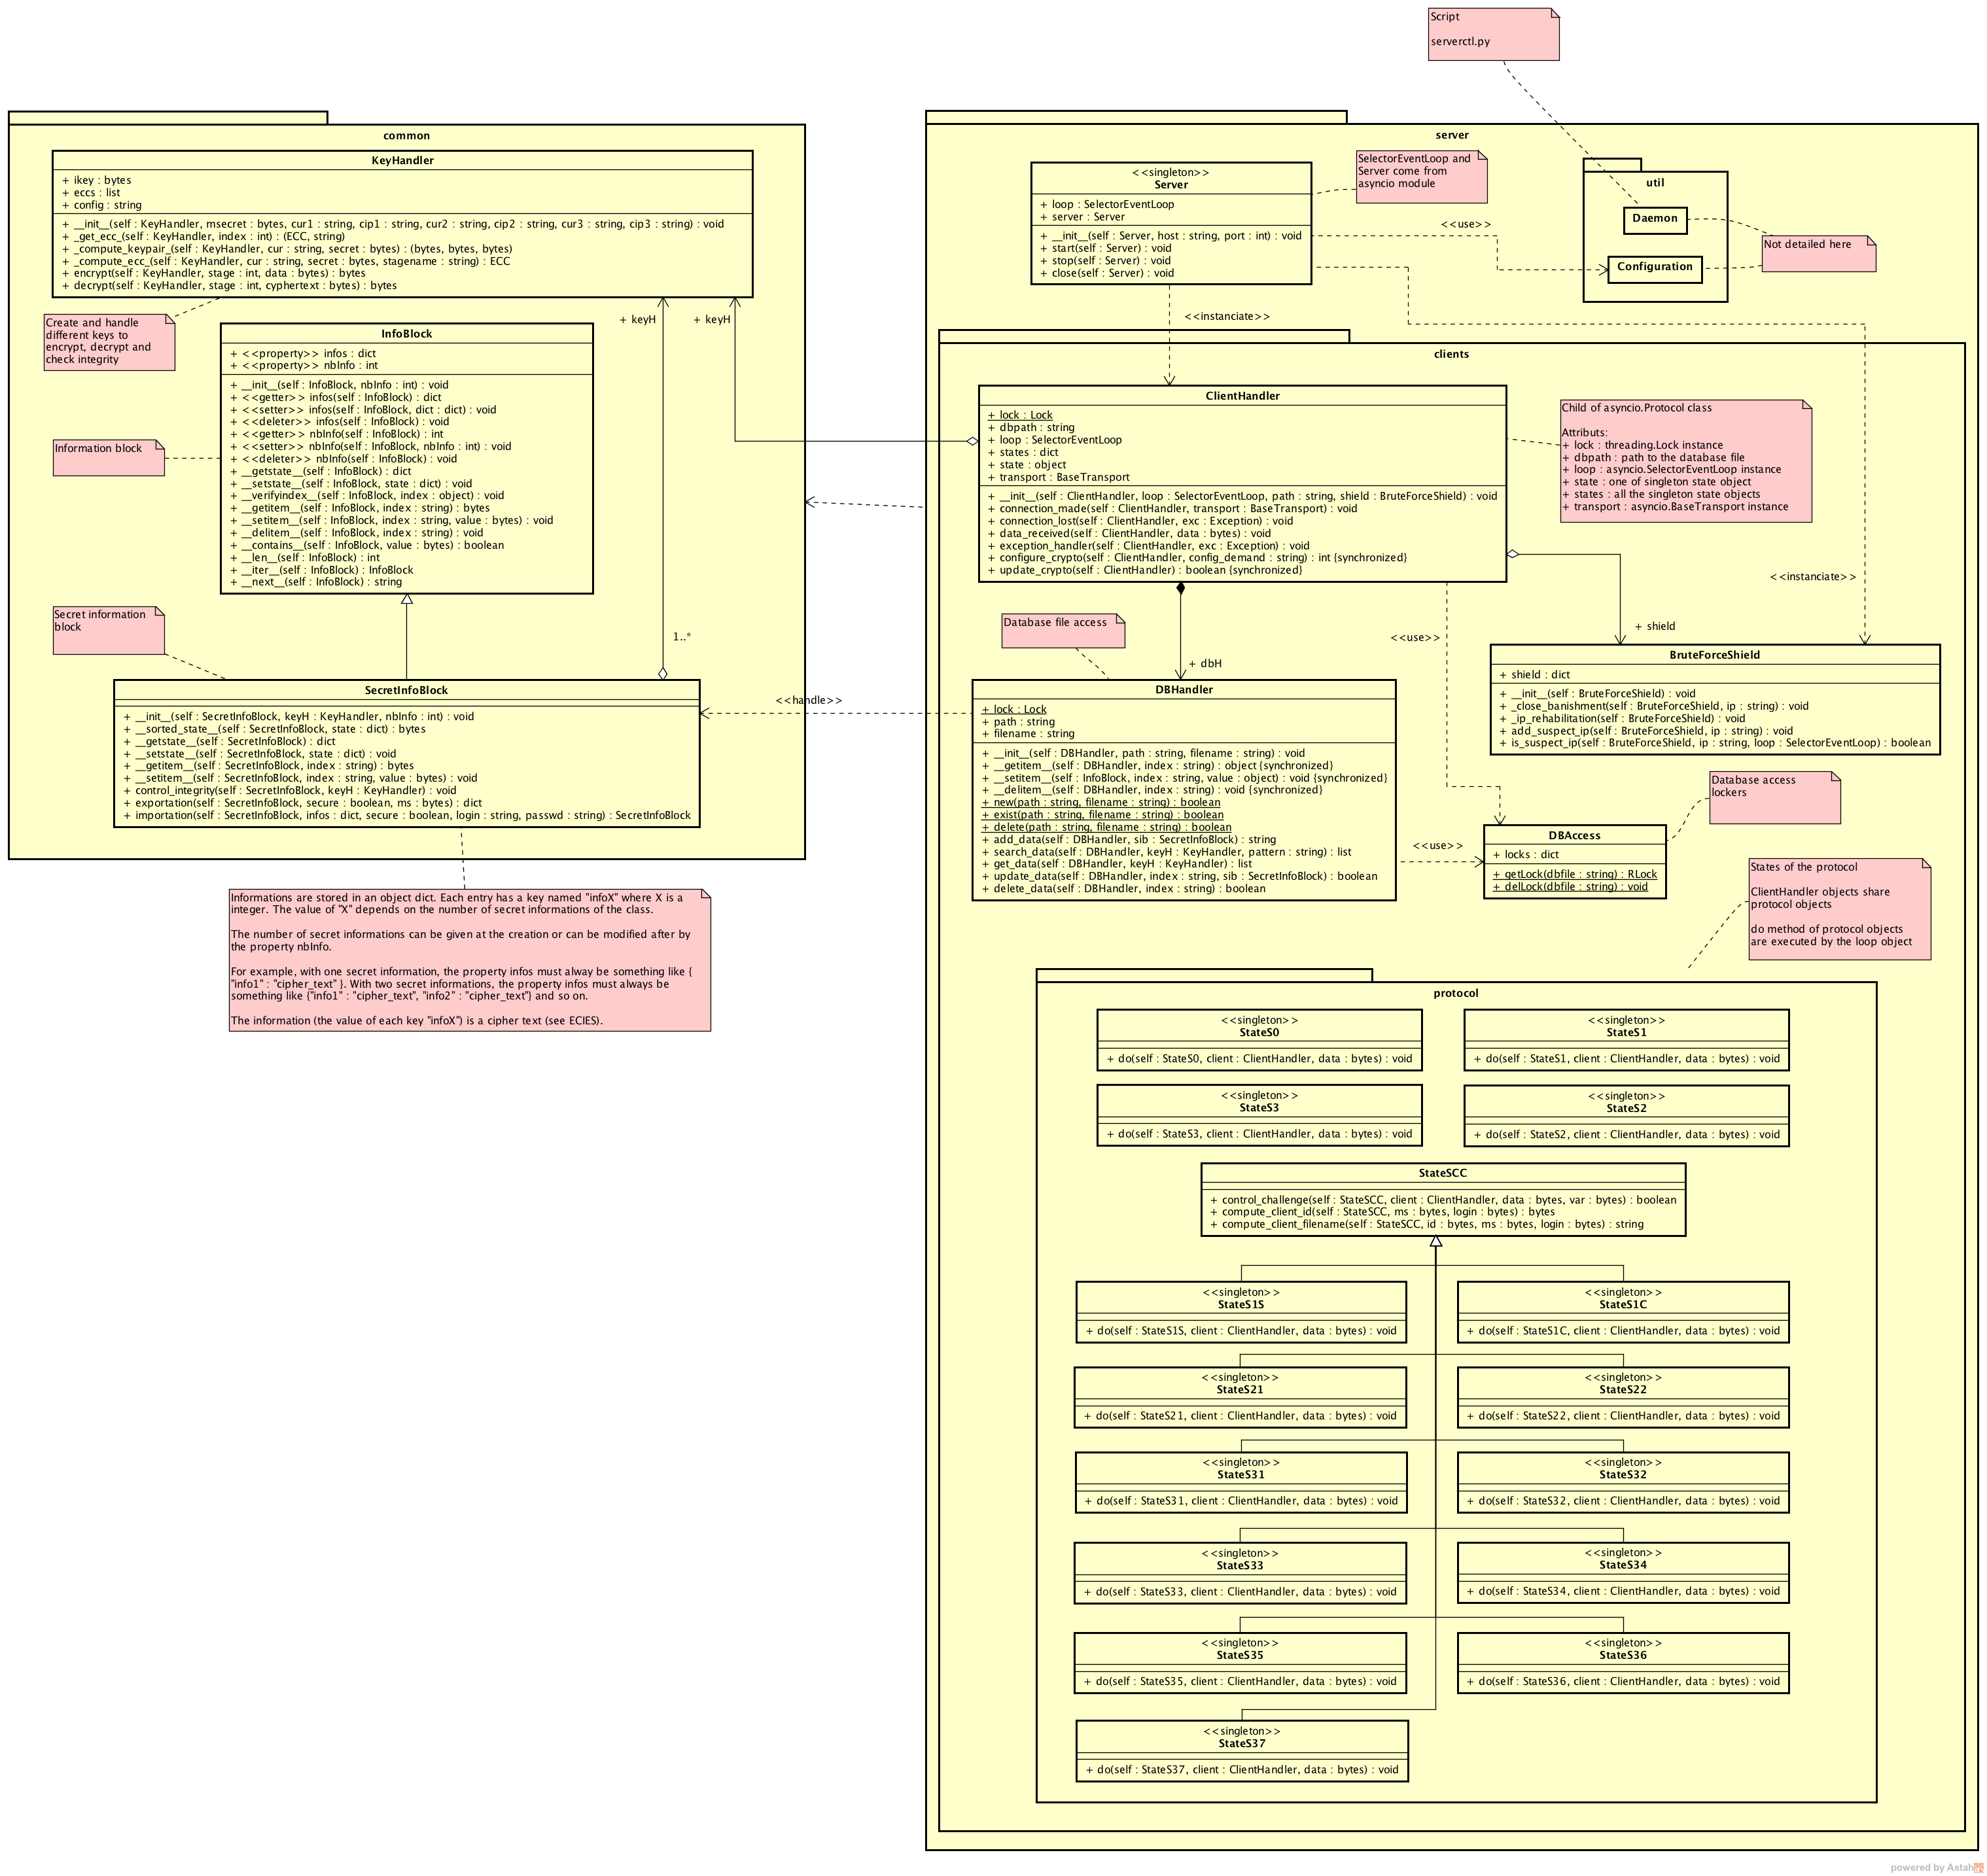 Script
serverctl.py
common
KeyHandler
+ ikey : bytes
+ eccs : list
+ config : string
+ __init__(self : KeyHandler, msecret : bytes, cur1 : string, cip1 : string, cur2 : string, cip2 : string, cur3 : string, cip3 : string) : void
+ _get_ecc_(self : KeyHandler, index : int) : (ECC, string)
+ _compute_keypair_(self : KeyHandler, cur : string, secret : bytes) : (bytes, bytes, bytes)
+ _compute_ecc_(self : KeyHandler, cur : string, secret : bytes, stagename : string) : ECC
+ encrypt(self : KeyHandler, stage : int, data : bytes) : bytes
+ decrypt(self : KeyHandler, stage : int, cyphertext : bytes) : bytes
Create and handle
different keys to
encrypt, decrypt and
check integrity
+ keyH
+ keyH
InfoBlock
+ <<property>> infos : dict
+ <<property>> nbInfo : int
+ __init__(self : InfoBlock, nbInfo : int) : void
+ <<getter>> infos(self : InfoBlock) : dict
+ <<setter>> infos(self : InfoBlock, dict : dict) : void
+ <<deleter>> infos(self : InfoBlock) : void
+ <<getter>> nbInfo(self : InfoBlock) : int
+ <<setter>> nbInfo(self : InfoBlock, nbInfo : int) : void
+ <<deleter>> nbInfo(self : InfoBlock) : void
+ __getstate__(self : InfoBlock) : dict
+ __setstate__(self : InfoBlock, state : dict) : void
+ __verifyindex__(self : InfoBlock, index : object) : void
+ __getitem__(self : InfoBlock, index : string) : bytes
+ __setitem__(self : InfoBlock, index : string, value : bytes) : void
+ __delitem__(self : InfoBlock, index : string) : void
+ __contains__(self : InfoBlock, value : bytes) : boolean
+ __len__(self : InfoBlock) : int
+ __iter__(self : InfoBlock) : InfoBlock
+ __next__(self : InfoBlock) : string
Information block
Secret information
block
1..*
SecretInfoBlock
+ __init__(self : SecretInfoBlock, keyH : KeyHandler, nbInfo : int) : void
+ __sorted_state__(self : SecretInfoBlock, state : dict) : bytes
+ __getstate__(self : SecretInfoBlock) : dict
+ __setstate__(self : SecretInfoBlock, state : dict) : void
+ __getitem__(self : SecretInfoBlock, index : string) : bytes
+ __setitem__(self : SecretInfoBlock, index : string, value : bytes) : void
+ control_integrity(self : SecretInfoBlock, keyH : KeyHandler) : void
+ exportation(self : SecretInfoBlock, secure : boolean, ms : bytes) : dict
+ importation(self : SecretInfoBlock, infos : dict, secure : boolean, login : string, passwd : string) : SecretInfoBlock
Informations are stored in an object dict. Each entry has a key named "infoX" where X is a
integer. The value of "X" depends on the number of secret informations of the class.
The number of secret informations can be given at the creation or can be modified after by
the property nbInfo.
For example, with one secret information, the property infos must alway be something like {
"info1" : "cipher_text" }. With two secret informations, the property infos must always be
something like {"info1" : "cipher_text", "info2" : "cipher_text"} and so on.
The information (the value of each key "infoX") is a cipher text (see ECIES).
<<handle>>
server
<<singleton>>
Server
+ loop : SelectorEventLoop
+ server : Server
+ __init__(self : Server, host : string, port : int) : void
+ start(self : Server) : void
+ stop(self : Server) : void
+ close(self : Server) : void
SelectorEventLoop and
Server come from
asyncio module
<<use>>
util
Daemon
Configuration
Not detailed here
<<instanciate>>
clients
ClientHandler
+ lock : Lock
+ dbpath : string
+ loop : SelectorEventLoop
+ states : dict
+ state : object
+ transport : BaseTransport
+ __init__(self : ClientHandler, loop : SelectorEventLoop, path : string, shield : BruteForceShield) : void
+ connection_made(self : ClientHandler, transport : BaseTransport) : void
+ connection_lost(self : ClientHandler, exc : Exception) : void
+ data_received(self : ClientHandler, data : bytes) : void
+ exception_handler(self : ClientHandler, exc : Exception) : void
+ configure_crypto(self : ClientHandler, config_demand : string) : int {synchronized}
+ update_crypto(self : ClientHandler) : boolean {synchronized}
Child of asyncio.Protocol class
Attributs:
+ lock : threading.Lock instance
+ dbpath : path to the database file
+ loop : asyncio.SelectorEventLoop instance
+ state : one of singleton state object
+ states : all the singleton state objects
+ transport : asyncio.BaseTransport instance
<<instanciate>>
Database file access
<<use>>
+ shield
+ dbH
BruteForceShield
+ shield : dict
+ __init__(self : BruteForceShield) : void
+ _close_banishment(self : BruteForceShield, ip : string) : void
+ _ip_rehabilitation(self : BruteForceShield) : void
+ add_suspect_ip(self : BruteForceShield, ip : string) : void
+ is_suspect_ip(self : BruteForceShield, ip : string, loop : SelectorEventLoop) : boolean
DBHandler
+ lock : Lock
+ path : string
+ filename : string
+ __init__(self : DBHandler, path : string, filename : string) : void
+ __getitem__(self : DBHandler, index : string) : object {synchronized}
+ __setitem__(self : InfoBlock, index : string, value : object) : void {synchronized}
+ __delitem__(self : DBHandler, index : string) : void {synchronized}
+ new(path : string, filename : string) : boolean
+ exist(path : string, filename : string) : boolean
+ delete(path : string, filename : string) : boolean
+ add_data(self : DBHandler, sib : SecretInfoBlock) : string
+ search_data(self : DBHandler, keyH : KeyHandler, pattern : string) : list
+ get_data(self : DBHandler, keyH : KeyHandler) : list
+ update_data(self : DBHandler, index : string, sib : SecretInfoBlock) : boolean
+ delete_data(self : DBHandler, index : string) : boolean
Database access
lockers
<<use>>
DBAccess
+ locks : dict
+ getLock(dbfile : string) : RLock
+ delLock(dbfile : string) : void
States of the protocol
ClientHandler objects share
protocol objects
do method of protocol objects
are executed by the loop object
protocol
<<singleton>>
StateS0
+ do(self : StateS0, client : ClientHandler, data : bytes) : void
<<singleton>>
StateS1
+ do(self : StateS1, client : ClientHandler, data : bytes) : void
<<singleton>>
StateS3
+ do(self : StateS3, client : ClientHandler, data : bytes) : void
<<singleton>>
StateS2
+ do(self : StateS2, client : ClientHandler, data : bytes) : void
StateSCC
+ control_challenge(self : StateSCC, client : ClientHandler, data : bytes, var : bytes) : boolean
+ compute_client_id(self : StateSCC, ms : bytes, login : bytes) : bytes
+ compute_client_filename(self : StateSCC, id : bytes, ms : bytes, login : bytes) : string
<<singleton>>
StateS1S
+ do(self : StateS1S, client : ClientHandler, data : bytes) : void
<<singleton>>
StateS1C
+ do(self : StateS1C, client : ClientHandler, data : bytes) : void
<<singleton>>
StateS21
+ do(self : StateS21, client : ClientHandler, data : bytes) : void
<<singleton>>
StateS22
+ do(self : StateS22, client : ClientHandler, data : bytes) : void
<<singleton>>
StateS31
+ do(self : StateS31, client : ClientHandler, data : bytes) : void
<<singleton>>
StateS32
+ do(self : StateS32, client : ClientHandler, data : bytes) : void
<<singleton>>
StateS33
+ do(self : StateS33, client : ClientHandler, data : bytes) : void
<<singleton>>
StateS34
+ do(self : StateS34, client : ClientHandler, data : bytes) : void
<<singleton>>
StateS35
+ do(self : StateS35, client : ClientHandler, data : bytes) : void
<<singleton>>
StateS36
+ do(self : StateS36, client : ClientHandler, data : bytes) : void
<<singleton>>
StateS37
+ do(self : StateS37, client : ClientHandler, data : bytes) : void
powered by Astah